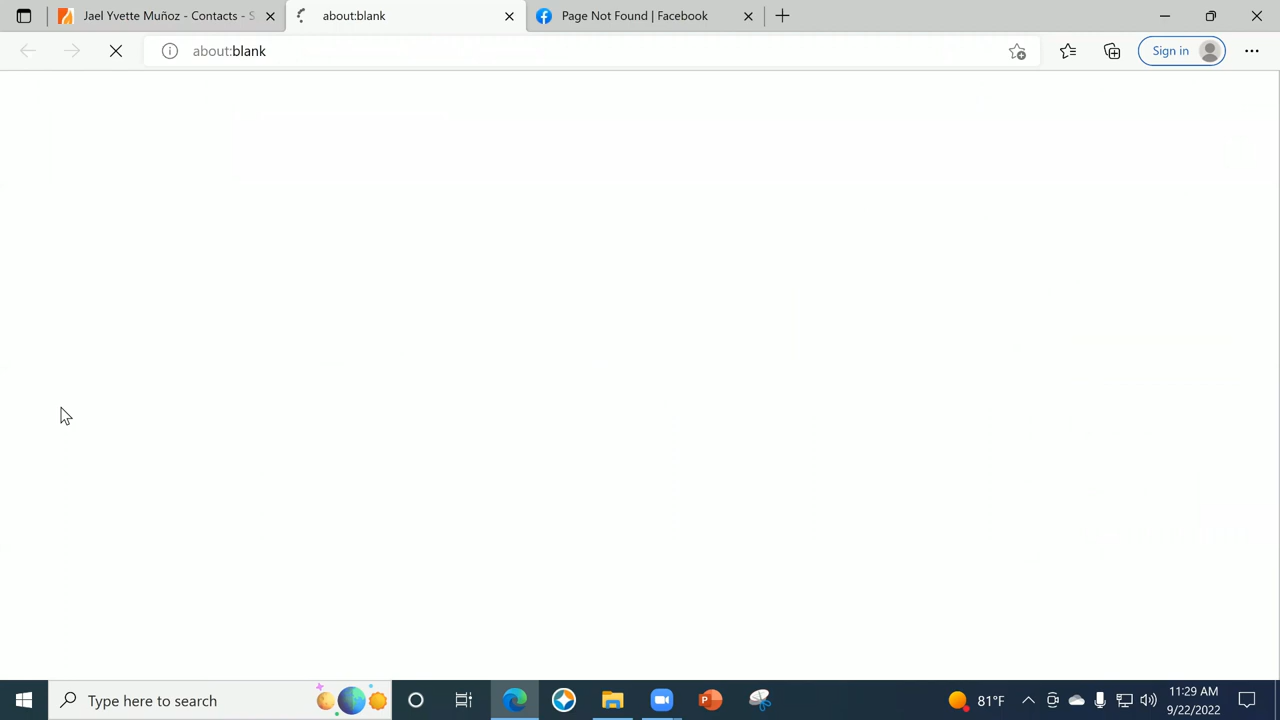 Jael Yvette Muñoz - Contacts - S
about:blank
Page Not Found | Facebook
about:blank
Sign in
Type here to search
81°F
11:29 AM
9/22/2022